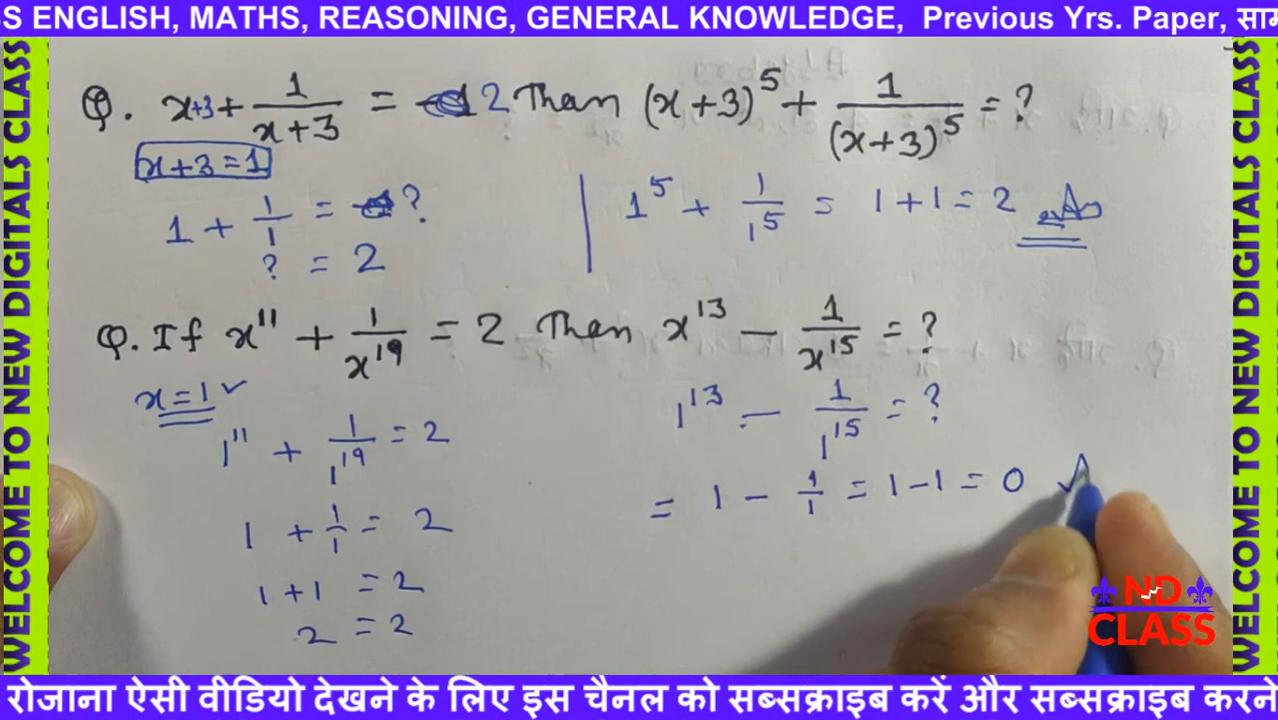 S ENGLISH, MATHS, REASONING, GENERAL KNOWLEDGE, Previous Yrs. Paper, साम
WELCOME TO NEW DIGITALS CLASS
Q. x+3 + 1/(x+3) = 2 Than (x+3)^5 + 1/(x+3)^5 = ?
x+3=1
1 + 1/1 = ?
? = 2
1^5 + 1/1^5 = 1+1=2 Ans
Q. If x^11 + 1/x^19 = 2 Than x^13 - 1/x^15 = ?
x=1 ✓
1^11 + 1/1^19 = 2
1 + 1/1 = 2
1+1 = 2
2 = 2
1^13 - 1/1^15 = ?
= 1 - 1/1 = 1-1=0
ND
CLASS
WELCOME TO NEW DIGITALS CLASS
रोजाना ऐसी वीडियो देखने के लिए इस चैनल को सब्सक्राइब करें और सब्सक्राइब करने